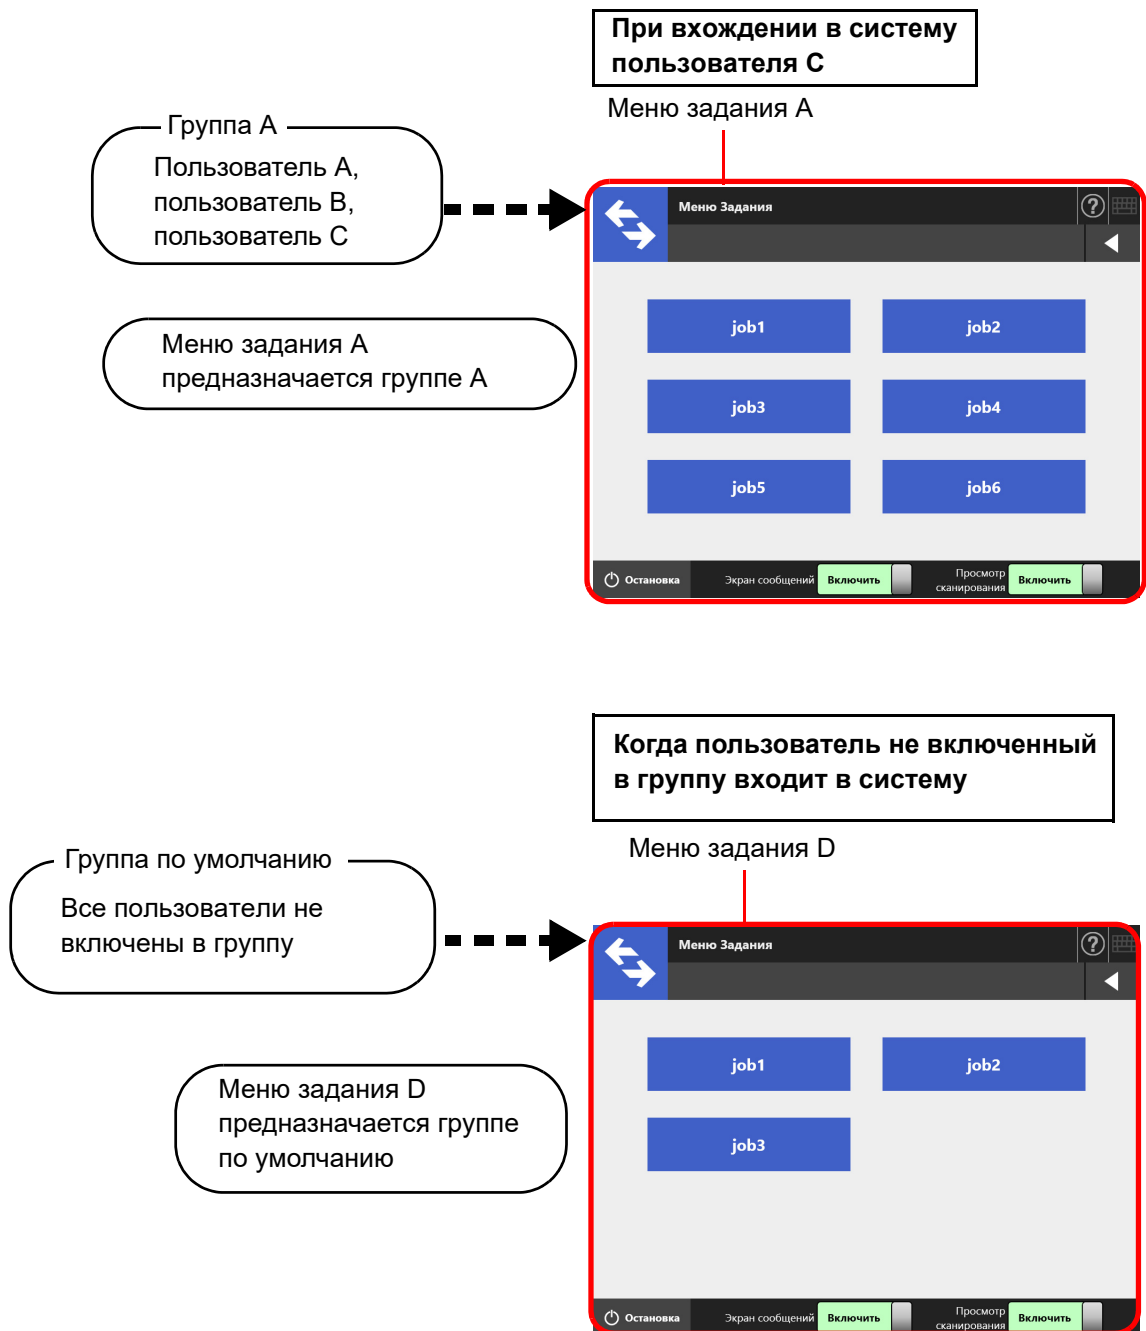 При вхождении в систему
пользователя C
Меню задания A
Группа A
Пользователь A,
пользователь B,
пользователь C
Меню задания A
предназначается группе A
Меню Задания
?
job1
job2
job3
job4
job5
job6
Остановка
Экран сообщений
Включить
Просмотр
сканирования
Включить
Когда пользователь не включенный
в группу входит в систему
Меню задания D
Группа по умолчанию
Все пользователи не
включены в группу
Меню задания D
предназначается группе
по умолчанию
Меню Задания
?
job1
job2
job3
Остановка
Экран сообщений
Включить
Просмотр
сканирования
Включить